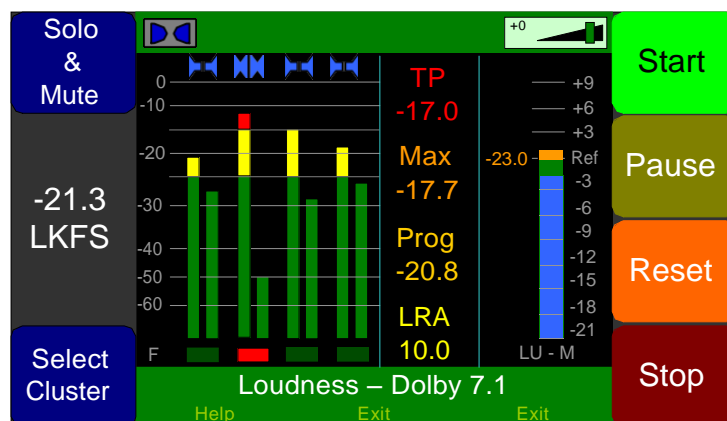 Solo
&
Mute
+0
Start
0
-10
-20
-30
-40
-50
-60
F
-21.3
LKFS
TP
-17.0
Max
-17.7
Prog
-20.8
LRA
10.0
+9
+6
+3
-23.0 Ref
-3
-6
-9
-12
-15
-18
-21
LU - M
Pause
Reset
Stop
Select
Cluster
Loudness – Dolby 7.1
Help Exit Exit